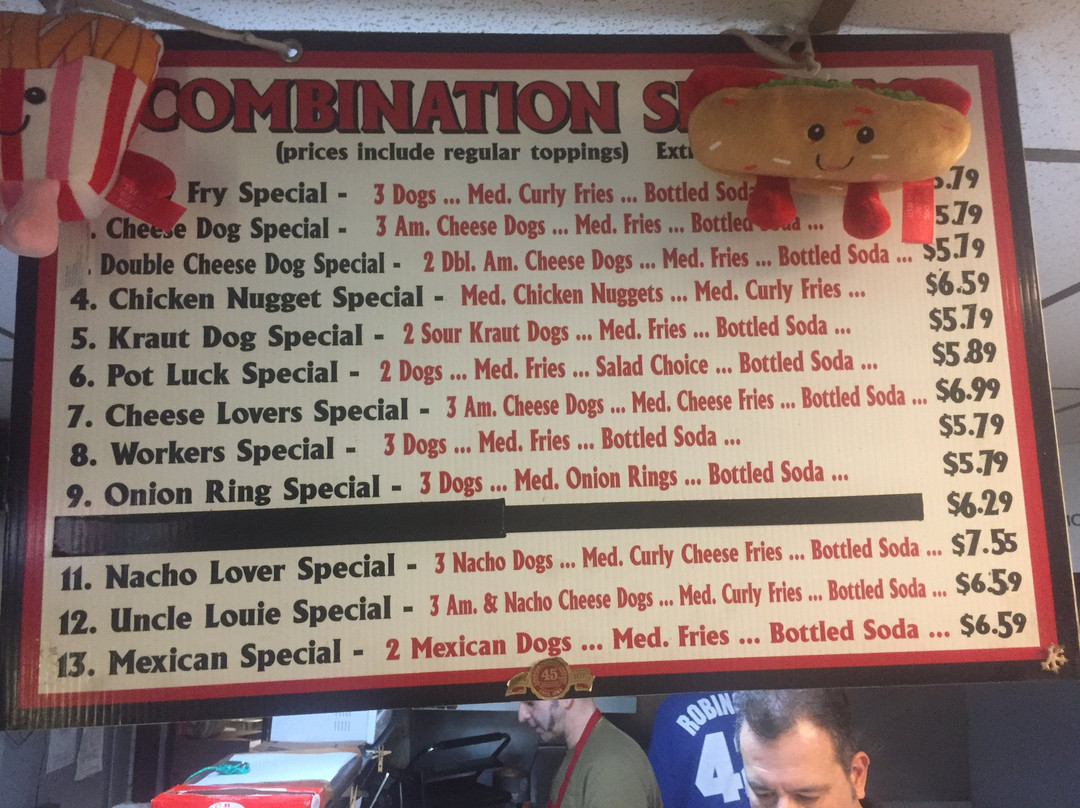 COMBINATION
(prices include regular toppings)
Fry Special - 3 Dogs ... Med. Curly Fries ... Bottled Soda .79
. Cheese Dog Special - 3 Am. Cheese Dogs ... Med. Fries ... Bottled ... 5.79
. Double Cheese Dog Special - 2 Dbl. Am. Cheese Dogs ... Med. Fries ... Bottled Soda ... $5.79
4. Chicken Nugget Special - Med. Chicken Nuggets ... Med. Curly Fries ... $6.59
5. Kraut Dog Special - 2 Sour Kraut Dogs ... Med. Fries ... Bottled Soda ... $5.79
6. Pot Luck Special - 2 Dogs ... Med. Fries ... Salad Choice ... Bottled Soda ... $5.89
7. Cheese Lovers Special - 3 Am. Cheese Dogs ... Med. Cheese Fries ... Bottled Soda ... $6.99
8. Workers Special - 3 Dogs ... Med. Fries ... Bottled Soda ... $5.79
9. Onion Ring Special - 3 Dogs ... Med. Onion Rings ... Bottled Soda ... $5.79
$6.29
11. Nacho Lover Special - 3 Nacho Dogs ... Med. Curly Cheese Fries ... Bottled Soda ... $7.55
12. Uncle Louie Special - 3 Am. & Nacho Cheese Dogs ... Med. Curly Fries ... Bottled Soda ... $6.59
13. Mexican Special - 2 Mexican Dogs ... Med. Fries ... Bottled Soda ... $6.59
45
ROBIN
4